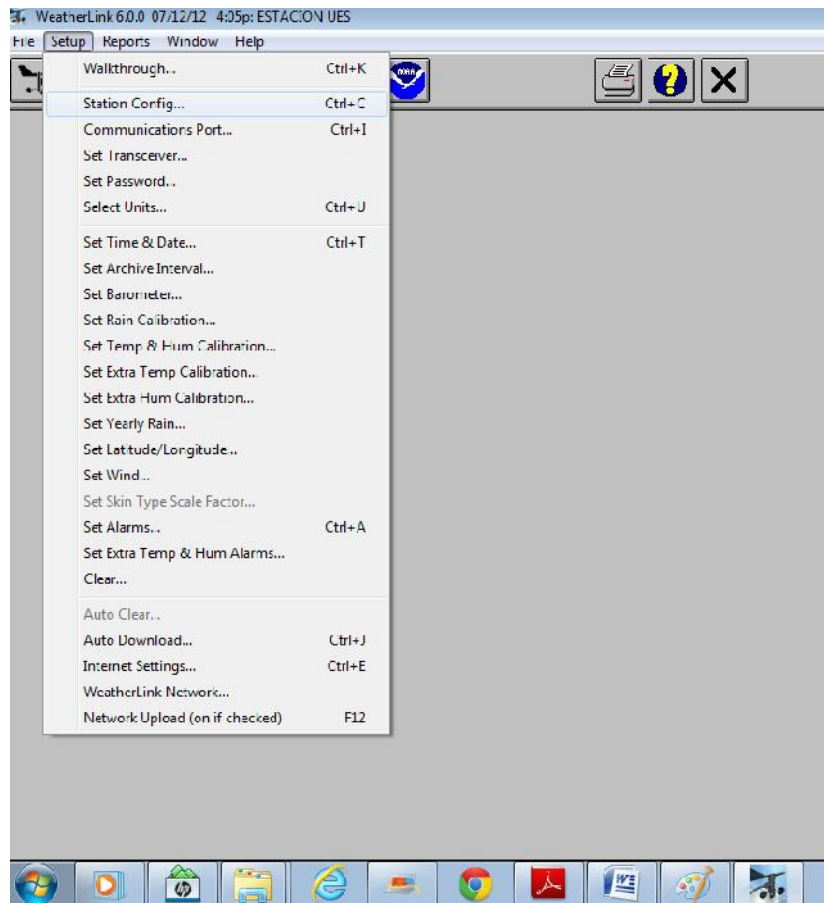 WeatherLink 6.0.0 07/12/12 4:05p: ESTACION UES
File Setup Reports Window Help
Walkthrough... Ctrl+K
Station Config... Ctrl+C
Communications Port... Ctrl+I
Set Transceiver...
Set Password...
Select Units... Ctrl+U
Set Time & Date... Ctrl+T
Set Archive Interval...
Set Barometer...
Set Rain Calibration...
Set Temp & Hum Calibration...
Set Extra Temp Calibration...
Set Extra Hum Calibration...
Set Yearly Rain...
Set Latitude/Longitude...
Set Wind...
Set Skin Type Scale Factor...
Set Alarms... Ctrl+A
Set Extra Temp & Hum Alarms...
Clear...
Auto Clear...
Auto Download... Ctrl+J
Internet Settings... Ctrl+E
WeatherLink Network...
Network Upload (on if checked) F12
NOAA
hp
W